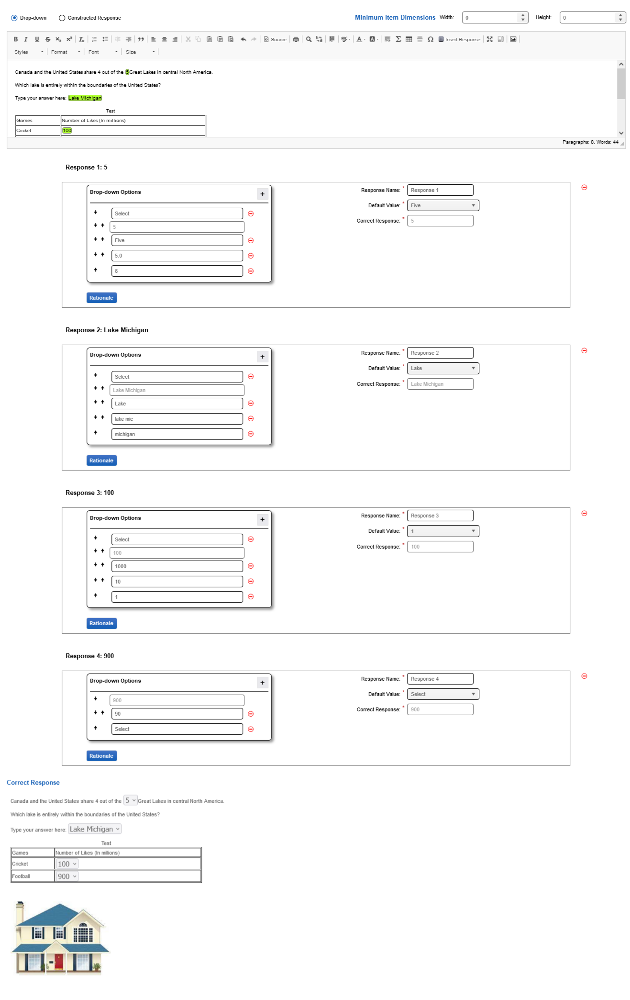 Drop-down Constructed Response Minimum Item Dimensions Width: 0 Height: 0
B I U S x₂ x² Tx Source Ω Insert Response
Styles Format Font Size
Canada and the United States share 4 out of the 5Great Lakes in central North America.
Which lake is entirely within the boundaries of the United States?
Type your answer here: Lake Michigan
Test
Games Number of Likes (In millions)
Cricket 100
Paragraphs: 8, Words: 44
Response 1: 5
Drop-down Options +
Select
5
Five
5.0
6
Response Name: * Response 1
Default Value: * Five
Correct Response: * 5
Rationale
Response 2: Lake Michigan
Drop-down Options +
Select
Lake Michigan
Lake
lake mic
michigan
Response Name: * Response 2
Default Value: * Lake
Correct Response: * Lake Michigan
Rationale
Response 3: 100
Drop-down Options +
Select
100
1000
10
1
Response Name: * Response 3
Default Value: * 1
Correct Response: * 100
Rationale
Response 4: 900
Drop-down Options +
900
90
Select
Response Name: * Response 4
Default Value: * Select
Correct Response: * 900
Rationale
Correct Response
Canada and the United States share 4 out of the 5 Great Lakes in central North America.
Which lake is entirely within the boundaries of the United States?
Type your answer here: Lake Michigan
Test
Games Number of Likes (In millions)
Cricket 100
Football 900